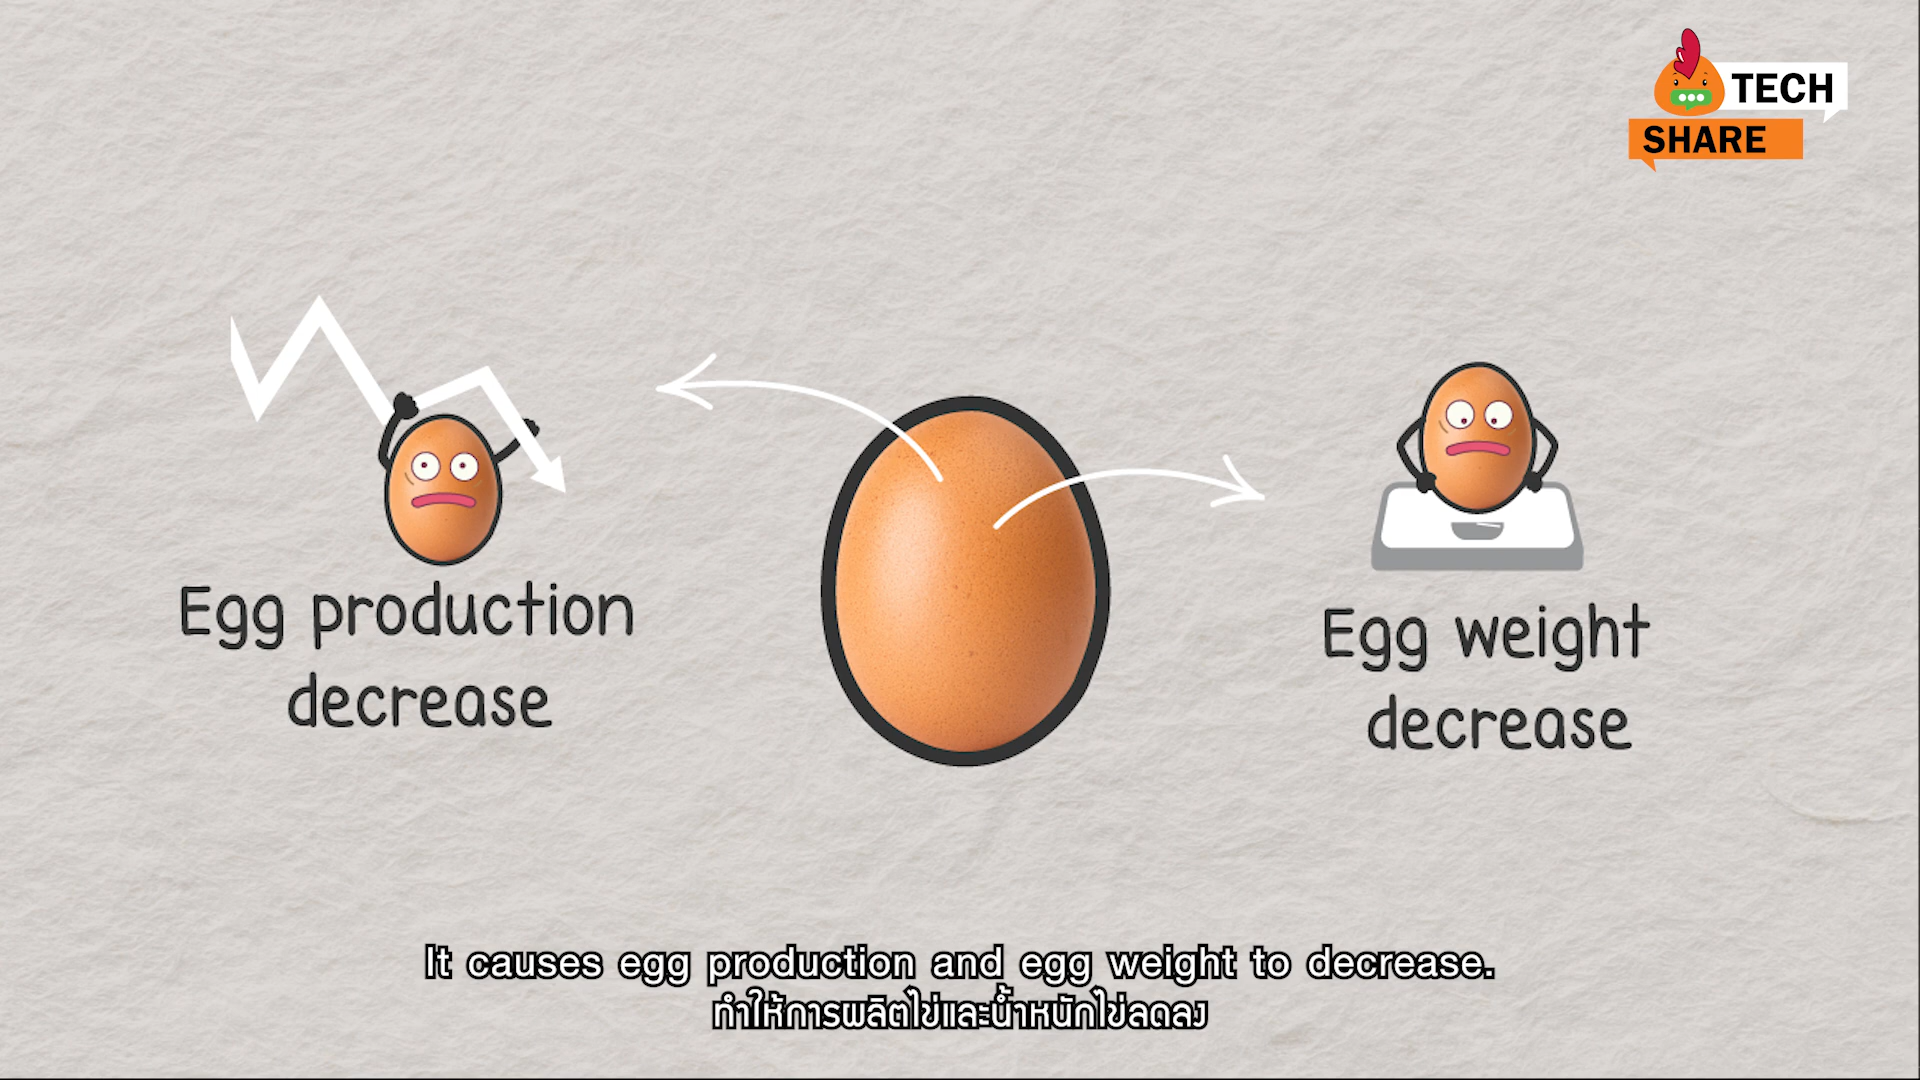 TECH
SHARE
Egg production
decrease
Egg weight
decrease
It causes egg production and egg weight to decrease.
ทำให้การผลิตไข่และน้ำหนักไข่ลดลง